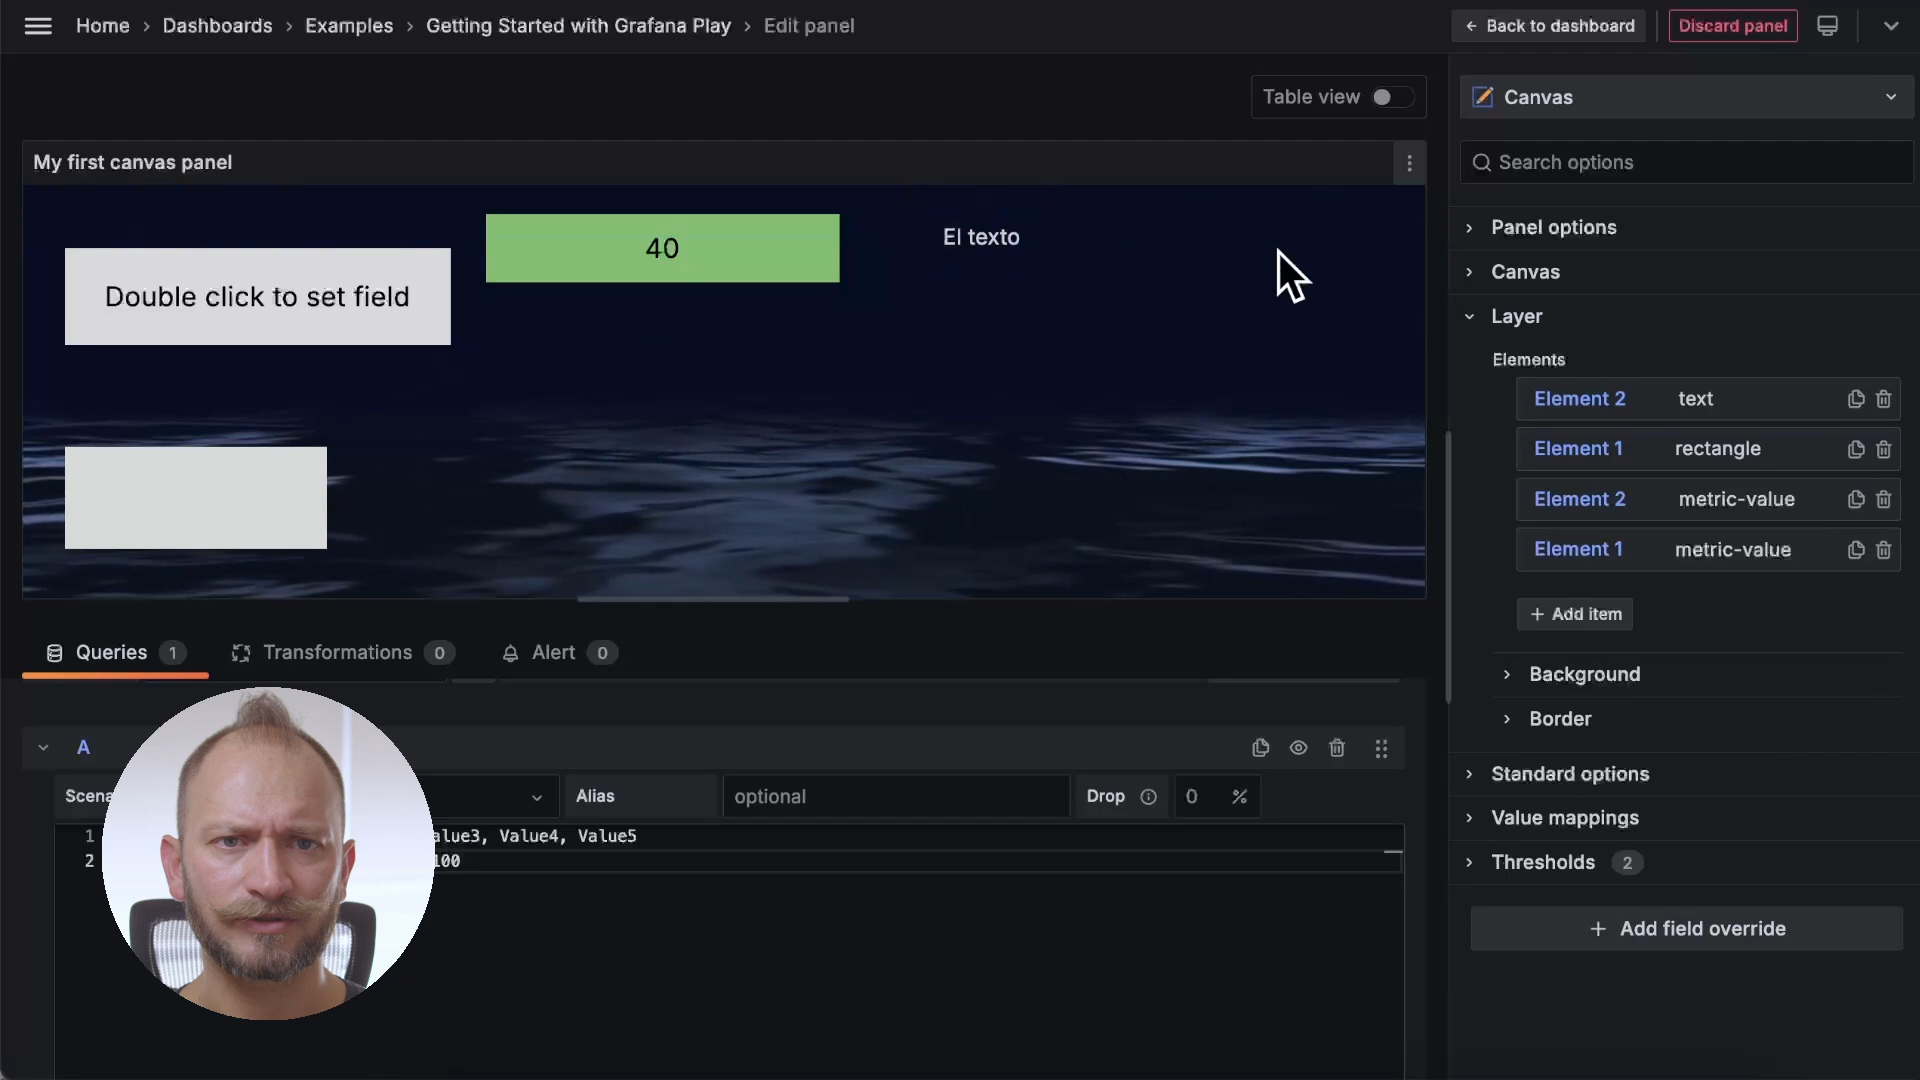 Home › Dashboards › Examples › Getting Started with Grafana Play › Edit panel
← Back to dashboard
Discard panel
Table view
Canvas
My first canvas panel
Search options
Double click to set field
40
El texto
Panel options
Canvas
Layer
Elements
Element 2 text
Element 1 rectangle
Element 2 metric-value
Element 1 metric-value
+ Add item
Background
Border
Standard options
Value mappings
Thresholds 2
+ Add field override
Queries 1
Transformations 0
Alert 0
A
Alias
optional
Drop
0 %
1
Value4, Value5
2